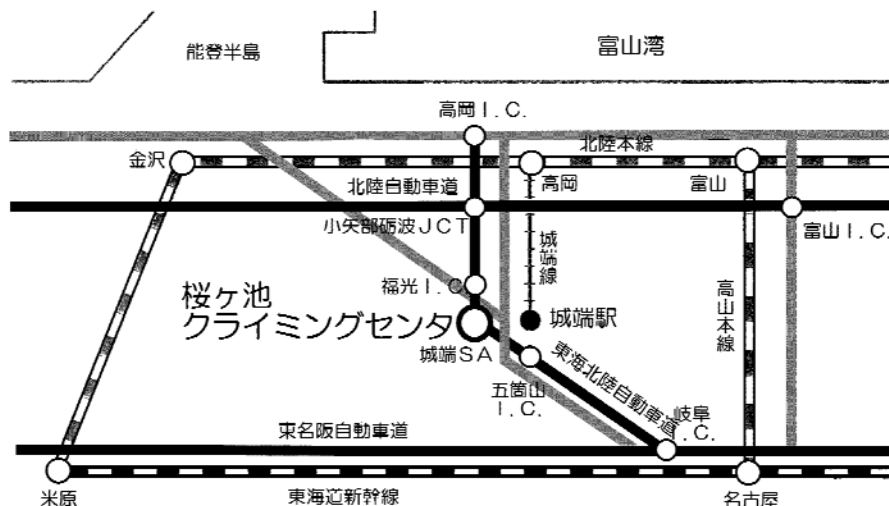 能登半島
富山湾
高岡I.C.
北陸本線
金沢
高岡
富山
北陸自動車道
小矢部砺波JCT
富山I.C.
城端線
福光I.C.
桜ヶ池
クライミングセンタ
城端駅
高山本線
城端SA
東海北陸自動車道
五箇山
I.C.
岐阜
I.C.
東名阪自動車道
米原
東海道新幹線
名古屋